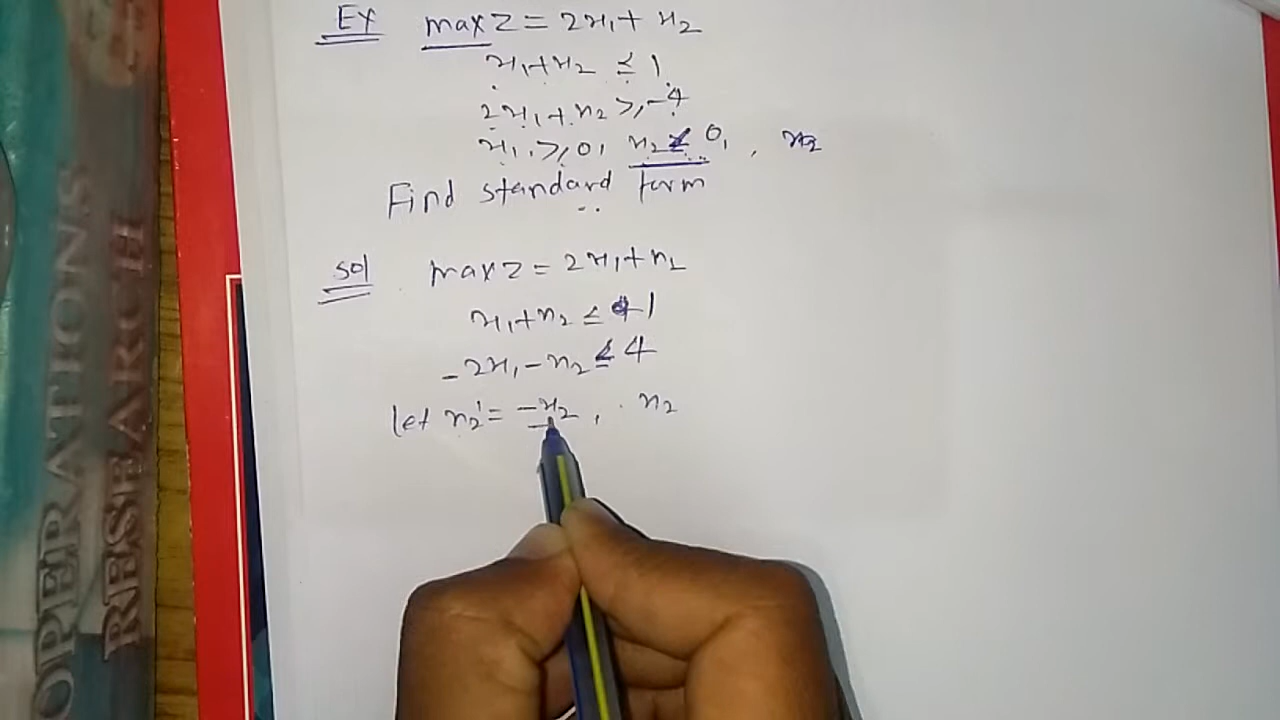 OPERATIONS
RESEARCH
Ex max Z = 2x₁ + x₂
x₁ + x₂ ≤ 1
2x₁ + x₂ ≥ -4
x₁ ≥ 0, x₂ ≤ 0, , x₂
Find standard form
Sol max Z = 2x₁ + x₂
x₁ + x₂ ≤ 1
-2x₁ - x₂ ≤ 4
let x₂' = -x₂, x₂